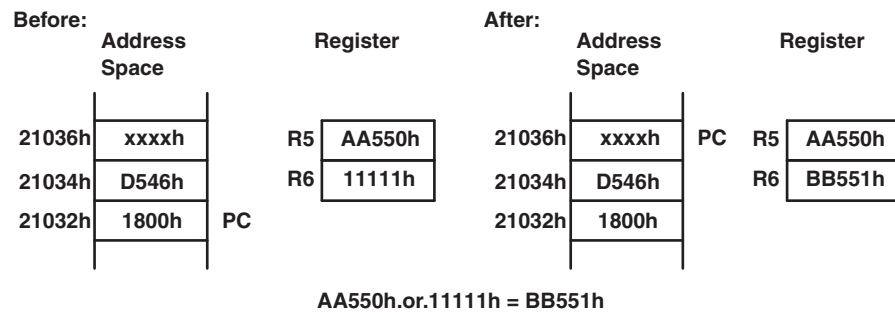 Before:
Address Space
Register
21036h xxxxh R5 AA550h
21034h D546h R6 11111h
21032h 1800h PC
After:
Address Space
Register
21036h xxxxh PC R5 AA550h
21034h D546h R6 BB551h
21032h 1800h
AA550h.or.11111h = BB551h